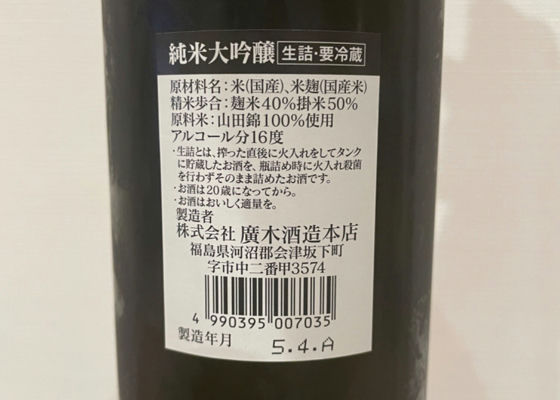 純米大吟醸 生詰・要冷蔵
原材料名：米(国産)、米麹(国産米)
精米歩合：麹米40%掛米50%
原料米：山田錦100%使用
アルコール分16度
・生詰とは、搾った直後に火入れをしてタンク
に貯蔵したお酒を、瓶詰め時に火入れ殺菌
を行わずそのまま詰めたお酒です。
・お酒は20歳になってから。
・お酒はおいしく適量を。
製造者
株式会社 廣木酒造本店
福島県河沼郡会津坂下町
字市中二番甲3574
4 990395 007035
製造年月 5.4.A